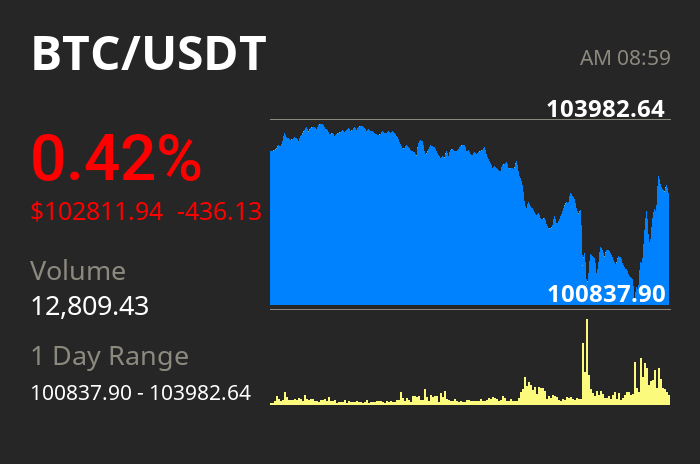 BTC/USDT
AM 08:59
103982.64
0.42%
$102811.94 -436.13
Volume
12,809.43
100837.90
1 Day Range
100837.90 - 103982.64